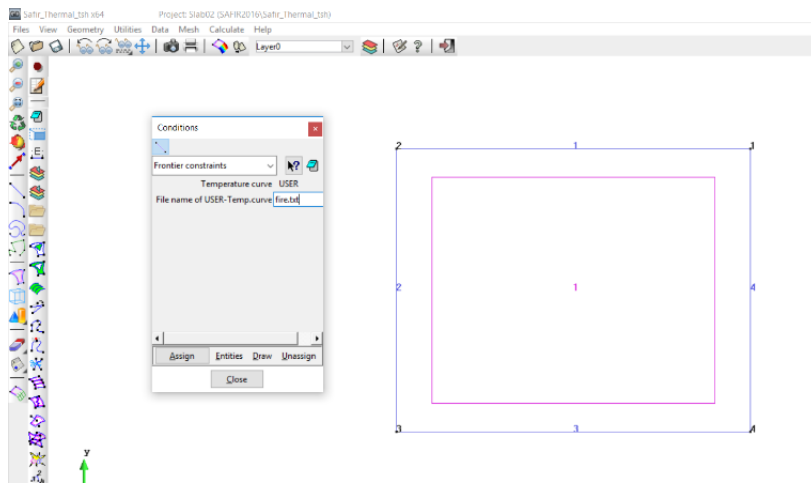 Safir_Thermal_tsh x64 Project: Slab02 (SAFIR2016\Safir_Thermal_tsh)
Files View Geometry Utilities Data Mesh Calculate Help
Layer0
Conditions
Frontier constraints
Temperature curve USER
File name of USER-Temp.curve fire.txt
Assign Entities Draw Unassign
Close
2 1 1
2 1 4
3 3 4
y